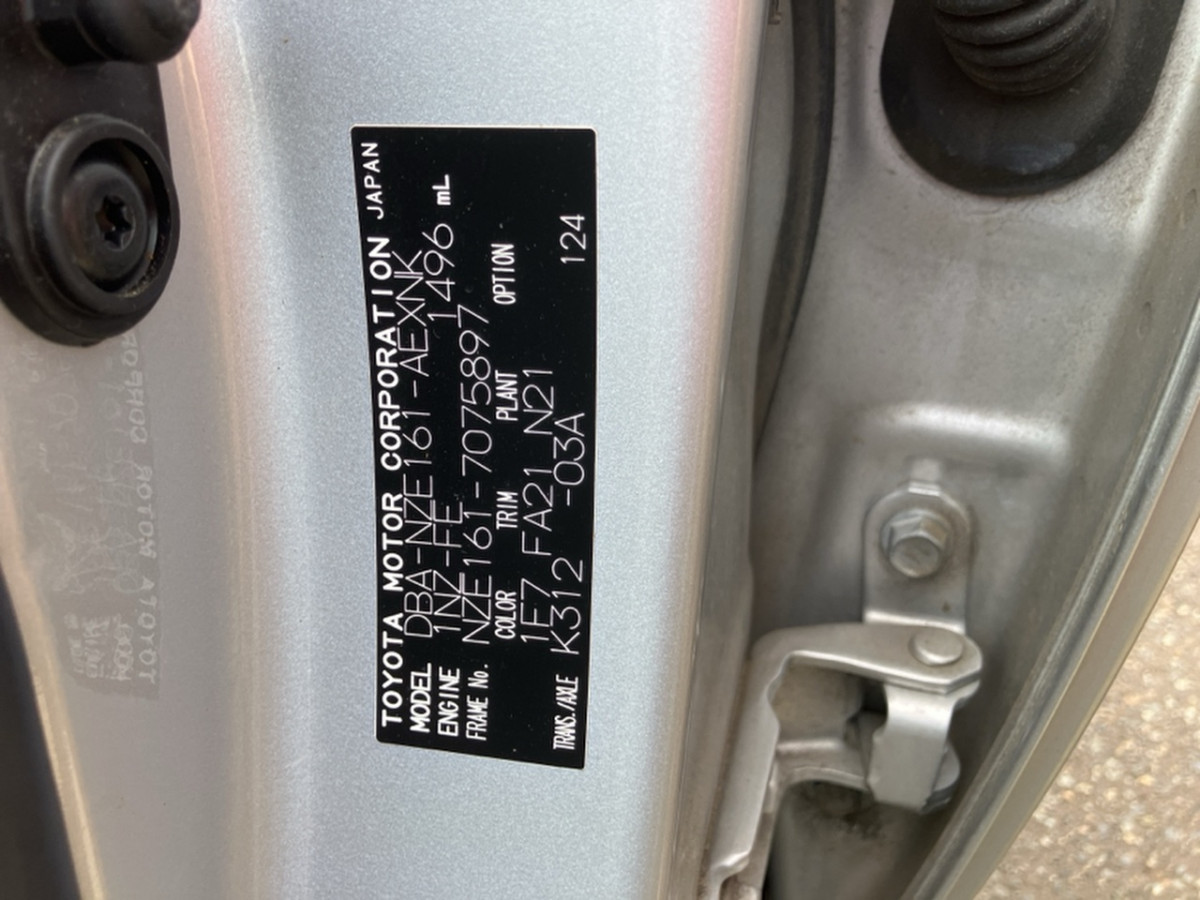 TOYOTA MOTOR CORPORATION JAPAN
MODEL DBA-NZE161-AEXNK
ENGINE 1NZ-FE 1496 mL
FRAME No. NZE161-7075897
COLOR TRIM PLANT OPTION
1F7 FA21 N21
TRANS./AXLE K312 -03A 124